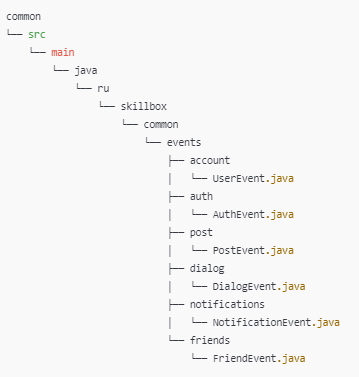 common
└── src
    └── main
        └── java
            └── ru
                └── skillbox
                    └── common
                        └── events
                            ├── account
                            │   └── UserEvent.java
                            ├── auth
                            │   └── AuthEvent.java
                            ├── post
                            │   └── PostEvent.java
                            ├── dialog
                            │   └── DialogEvent.java
                            ├── notifications
                            │   └── NotificationEvent.java
                            └── friends
                                └── FriendEvent.java